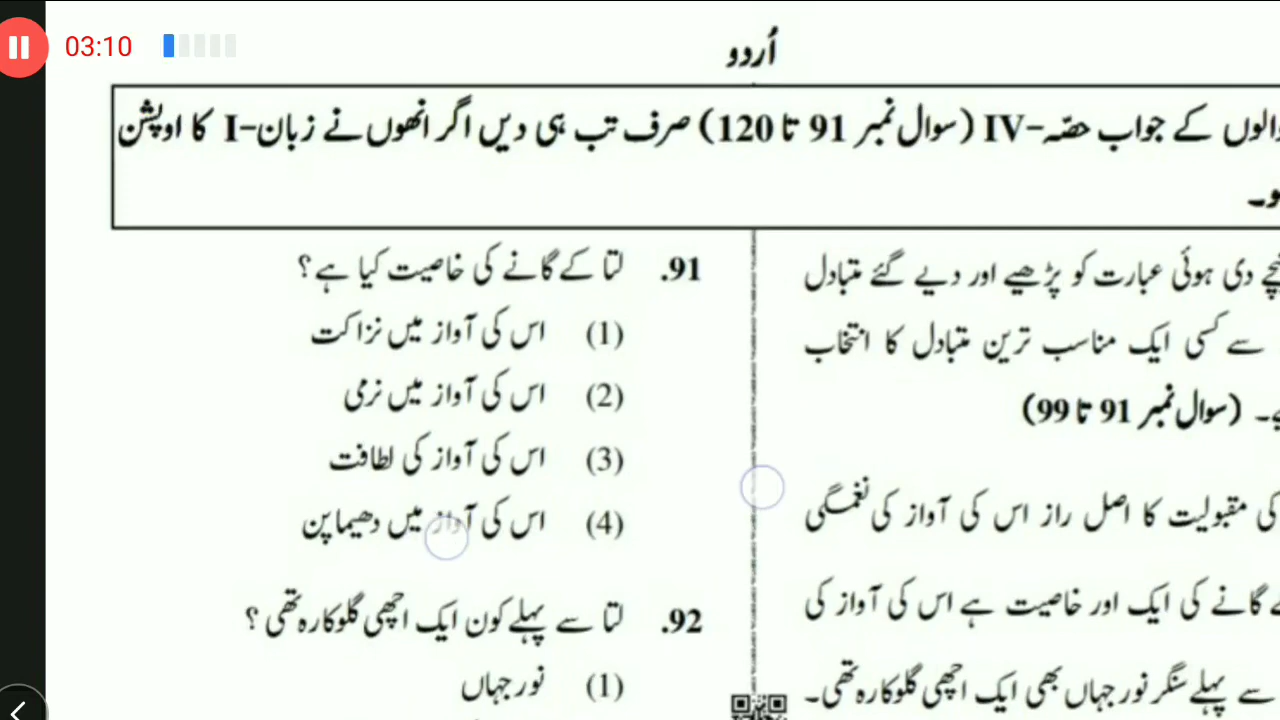 03:10
اُردو
والوں کے جواب حصّہ-IV (سوال نمبر 91 تا 120) صرف تب ہی دیں اگر انھوں نے زبان-I کا اوپشن
ہو۔
نیچے دی ہوئی عبارت کو پڑھیے اور دیے گئے متبادل
سے کسی ایک مناسب ترین متبادل کا انتخاب
(سوال نمبر 91 تا 99)
کی مقبولیت کا اصل راز اس کی آواز کی نغمگی
گانے کی ایک اور خاصیت ہے اس کی آواز کی
سے پہلے سنگر نور جہاں بھی ایک اچھی گلوکارہ تھی۔
91. لتا کے گانے کی خاصیت کیا ہے؟
(1) اس کی آواز میں نزاکت
(2) اس کی آواز میں نرمی
(3) اس کی آواز کی لطافت
(4) اس کی آواز میں دھیماپن
92. لتا سے پہلے کون ایک اچھی گلوکارہ تھی؟
(1) نور جہاں